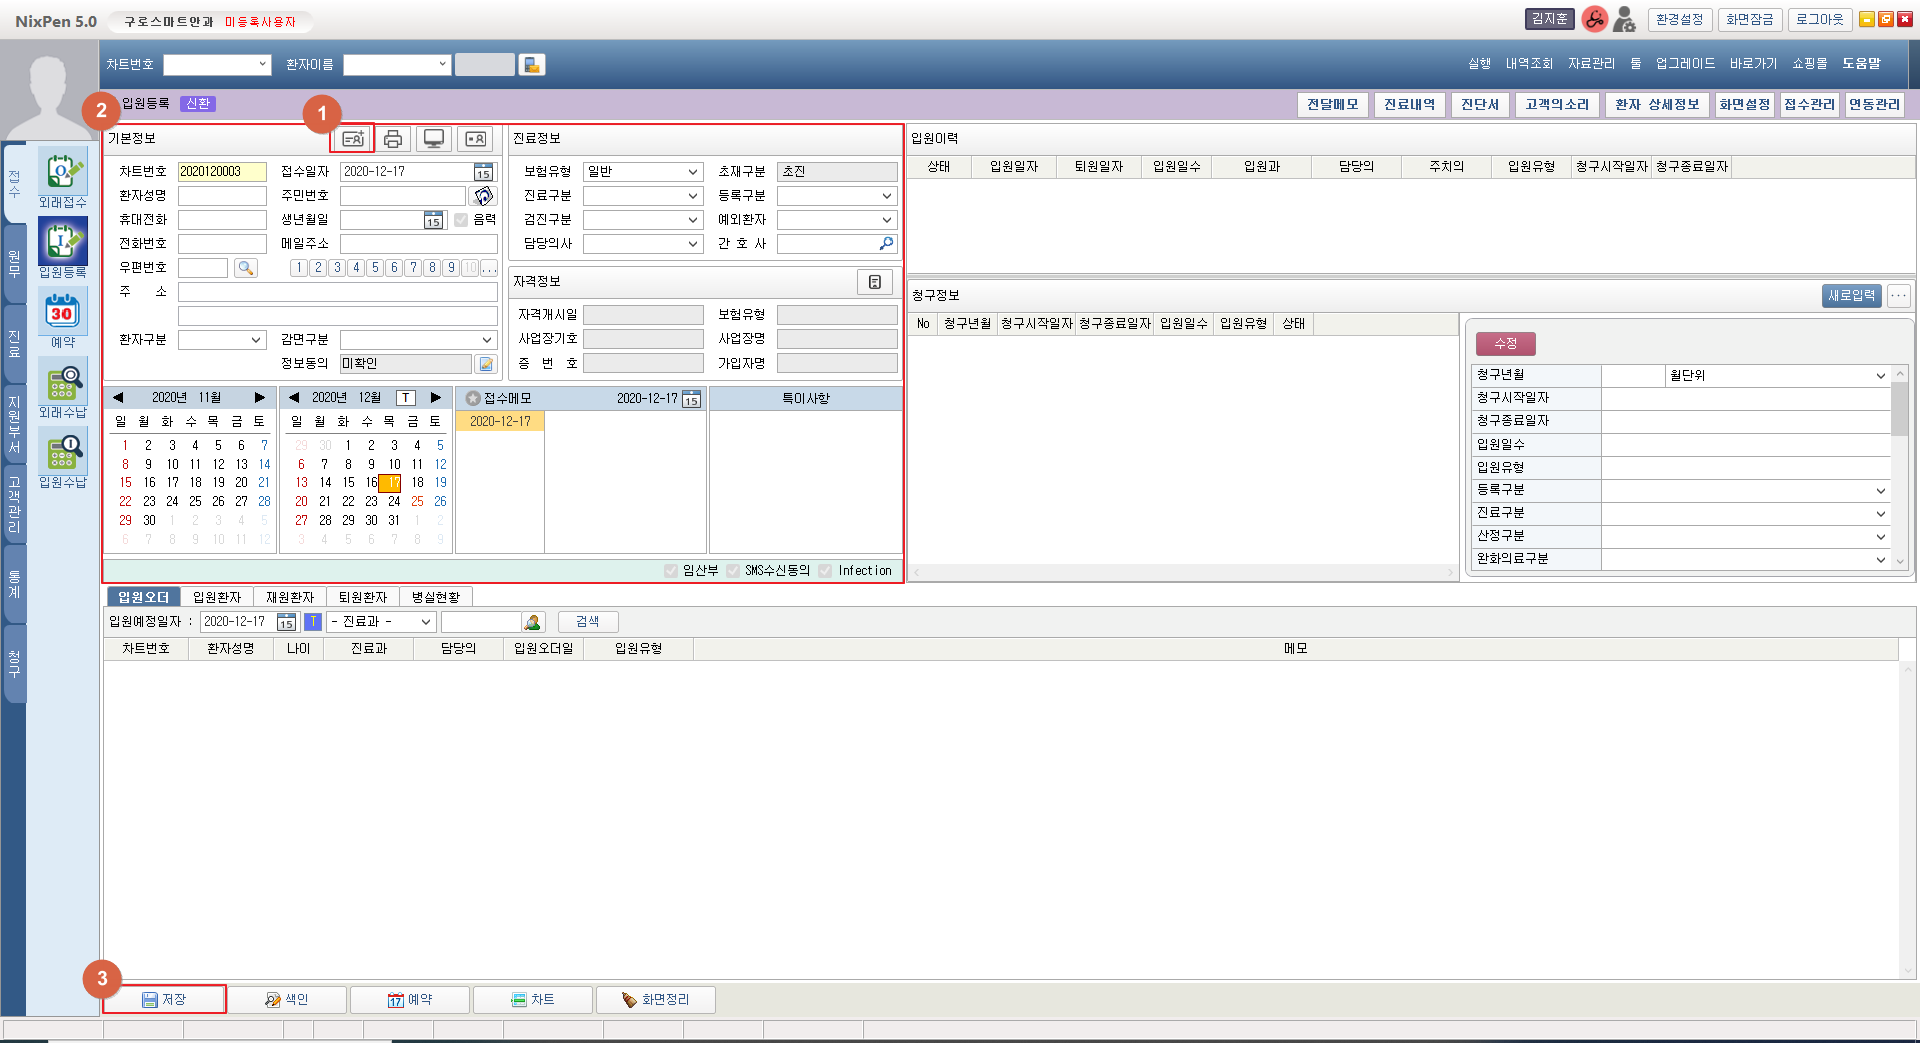 NixPen 5.0 구로스마트안과 미등록사용자 김지훈 환경설정 화면잠금 로그아웃
차트번호 환자이름 실행 내역조회 자료관리 툴 업그레이드 바로가기 쇼핑몰 도움말
2 입원등록 신환 1 전달메모 진료내역 진단서 고객의소리 환자 상세정보 화면설정 접수관리 연동관리
접수
원무
진료
지원부서
고객관리
통계
청구
외래접수
입원등록
30
예약
외래수납
입원수납
기본정보
차트번호 2020120003 접수일자 2020-12-17 15
환자성명 주민번호
휴대전화 생년월일 15 음력
전화번호 메일주소
우편번호 1 2 3 4 5 6 7 8 9 10 ...
주 소
환자구분 감면구분
정보동의 미확인
진료정보
보험유형 일반 초재구분 초진
진료구분 등록구분
검진구분 예외환자
담당의사 간 호 사
자격정보
자격개시일 보험유형
사업장기호 사업장명
증 번 호 가입자명
2020년 11월
일 월 화 수 목 금 토
1 2 3 4 5 6 7
8 9 10 11 12 13 14
15 16 17 18 19 20 21
22 23 24 25 26 27 28
29 30 1 2 3 4 5
6 7 8 9 10 11 12
2020년 12월 T
일 월 화 수 목 금 토
29 30 1 2 3 4 5
6 7 8 9 10 11 12
13 14 15 16 17 18 19
20 21 22 23 24 25 26
27 28 29 30 31 1 2
3 4 5 6 7 8 9
접수메모 2020-12-17 15
2020-12-17
특이사항
임산부 SMS수신동의 Infection
입원이력
상태 입원일자 퇴원일자 입원일수 입원과 담당의 주치의 입원유형 청구시작일자 청구종료일자
청구정보 새로입력 ...
No 청구년월 청구시작일자 청구종료일자 입원일수 입원유형 상태
수정
청구년월 월단위
청구시작일자
청구종료일자
입원일수
입원유형
등록구분
진료구분
산정구분
완화의료구분
입원오더 입원환자 재원환자 퇴원환자 병실현황
입원예정일자 : 2020-12-17 15 T - 진료과 - 검색
차트번호 환자성명 나이 진료과 담당의 입원오더일 입원유형 메모
3 저장 색인 17 예약 차트 화면정리